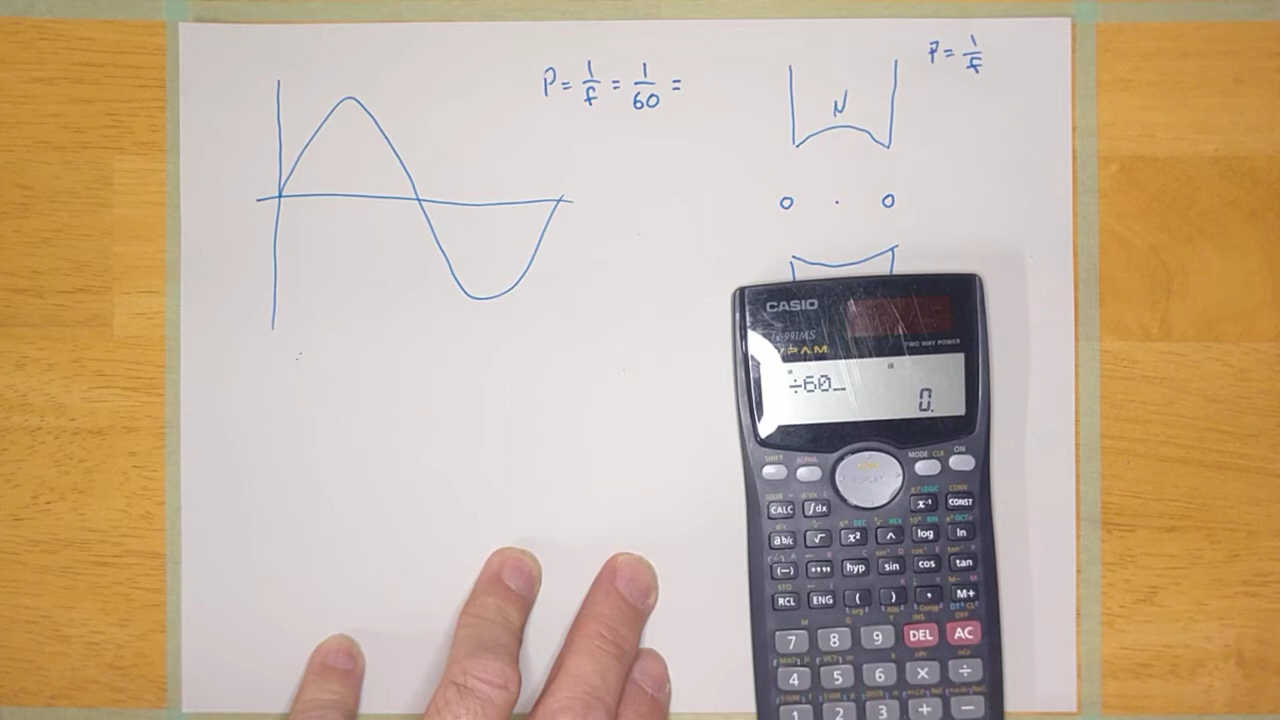 P = 1/f = 1/60 =
P = 1/f
N
CASIO
fx-991MS
TWO WAY POWER
÷60_
0.
SHIFT ALPHA MODE CLR ON
CALC ∫dx x⁻¹ CONST
CONV
a b/c √ x² ^ log ln
(−) °’” hyp sin cos tan
RCL ENG ( ) , M+
7 8 9 DEL AC
4 5 6 × ÷
1 2 3 + −